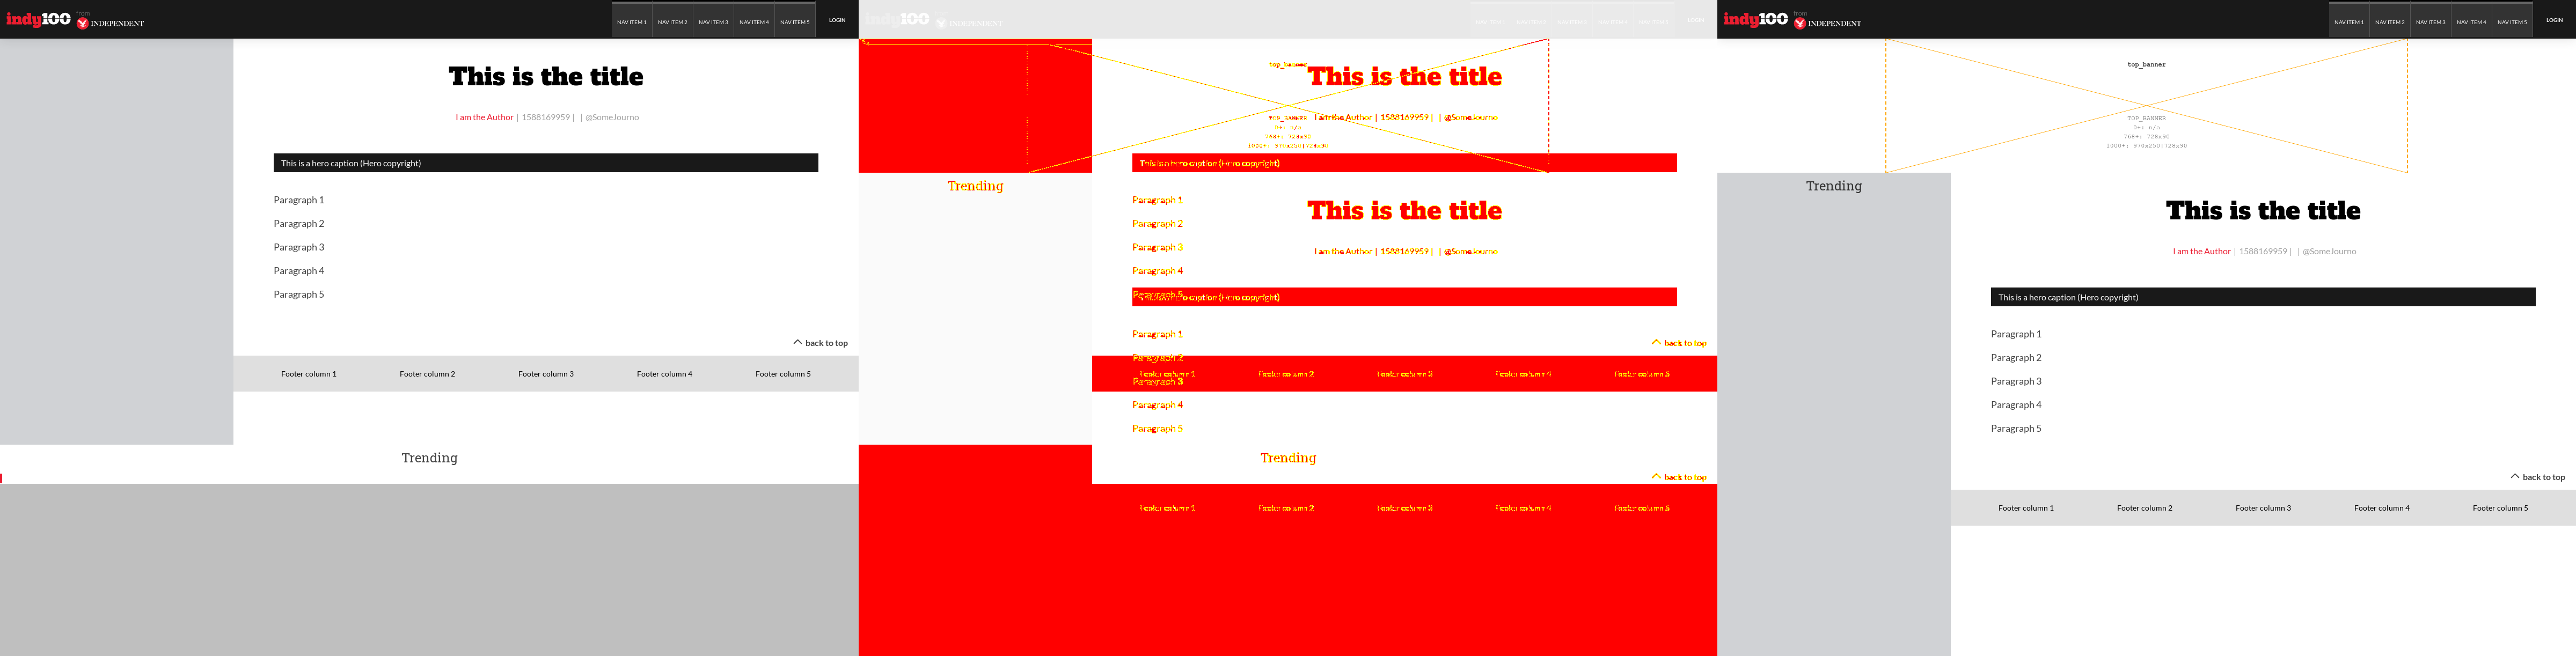 indy100 from INDEPENDENT
NAV ITEM 1 NAV ITEM 2 NAV ITEM 3 NAV ITEM 4 NAV ITEM 5 LOGIN
This is the title
I am the Author | 1588169959 | | @SomeJourno
This is a hero caption (Hero copyright)
Paragraph 1
Paragraph 2
Paragraph 3
Paragraph 4
Paragraph 5
back to top
Footer column 1 Footer column 2 Footer column 3 Footer column 4 Footer column 5
Trending
indy100 INDEPENDENT
LOGIN
top_banner
This is the title
TOP_BANNER
I am the Author | 1588169959 | | @SomeJourno
0+: n/a
768+: 728x90
1000+: 970x250|728x90
This is a hero caption (Hero copyright)
Trending
Paragraph 1
This is the title
Paragraph 2
Paragraph 3
I am the Author | 1588169959 | | @SomeJourno
Paragraph 4
Paragraph 5
This is a hero caption (Hero copyright)
Paragraph 1
back to top
Paragraph 2
Footer column 1 Footer column 2 Footer column 3 Footer column 4 Footer column 5
Paragraph 3
Paragraph 4
Paragraph 5
Trending
back to top
Footer column 1 Footer column 2 Footer column 3 Footer column 4 Footer column 5
indy100 from INDEPENDENT
NAV ITEM 1 NAV ITEM 2 NAV ITEM 3 NAV ITEM 4 NAV ITEM 5 LOGIN
top_banner
TOP_BANNER
0+: n/a
768+: 728x90
1000+: 970x250|728x90
Trending
This is the title
I am the Author | 1588169959 | | @SomeJourno
This is a hero caption (Hero copyright)
Paragraph 1
Paragraph 2
Paragraph 3
Paragraph 4
Paragraph 5
back to top
Footer column 1 Footer column 2 Footer column 3 Footer column 4 Footer column 5